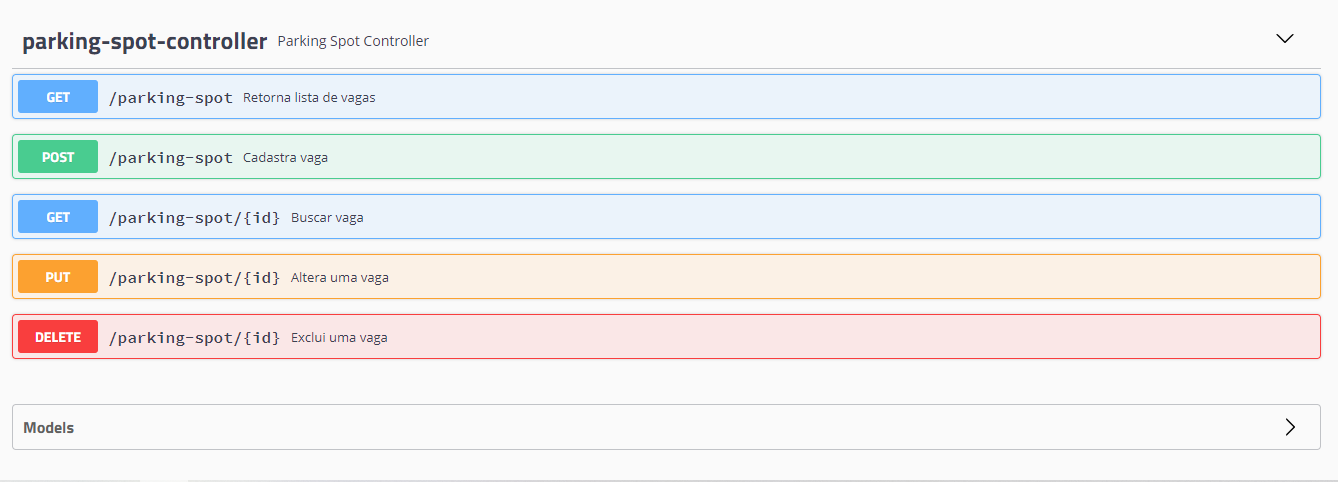 parking-spot-controller Parking Spot Controller
GET /parking-spot Retorna lista de vagas
POST /parking-spot Cadastra vaga
GET /parking-spot/{id} Buscar vaga
PUT /parking-spot/{id} Altera uma vaga
DELETE /parking-spot/{id} Exclui uma vaga
Models